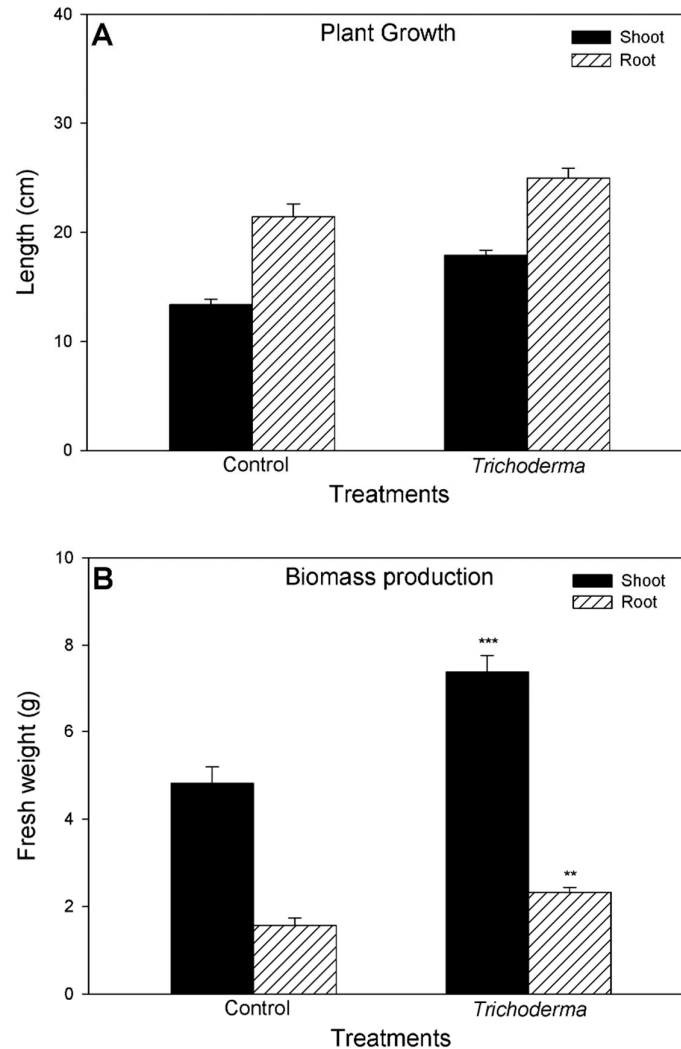 A
Plant Growth
Shoot
Root
40
30
20
10
0
Length (cm)
Control Trichoderma
Treatments
B
Biomass production
Shoot
Root
10
8
6
4
2
0
Fresh weight (g)
***
**
Control Trichoderma
Treatments